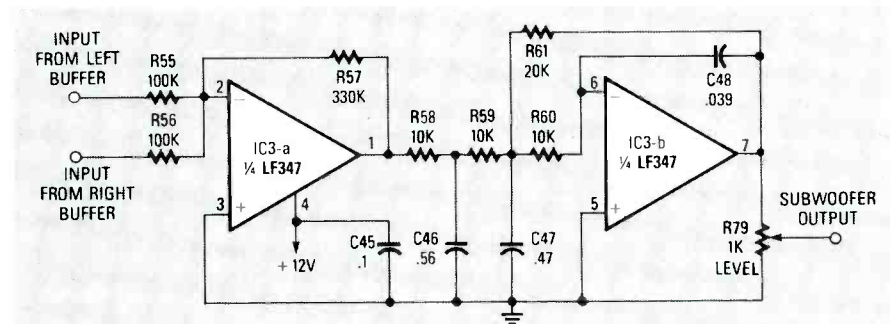 INPUT
FROM LEFT
BUFFER
R55
100K
R56
100K
INPUT
FROM RIGHT
BUFFER
2
−
3
+
IC3-a
¼ LF347
1
4
+12V
R57
330K
C45
.1
R58
10K
C46
.56
R59
10K
C47
.47
R60
10K
R61
20K
C48
.039
6
−
5
+
IC3-b
¼ LF347
7
R79
1K
LEVEL
SUBWOOFER
OUTPUT